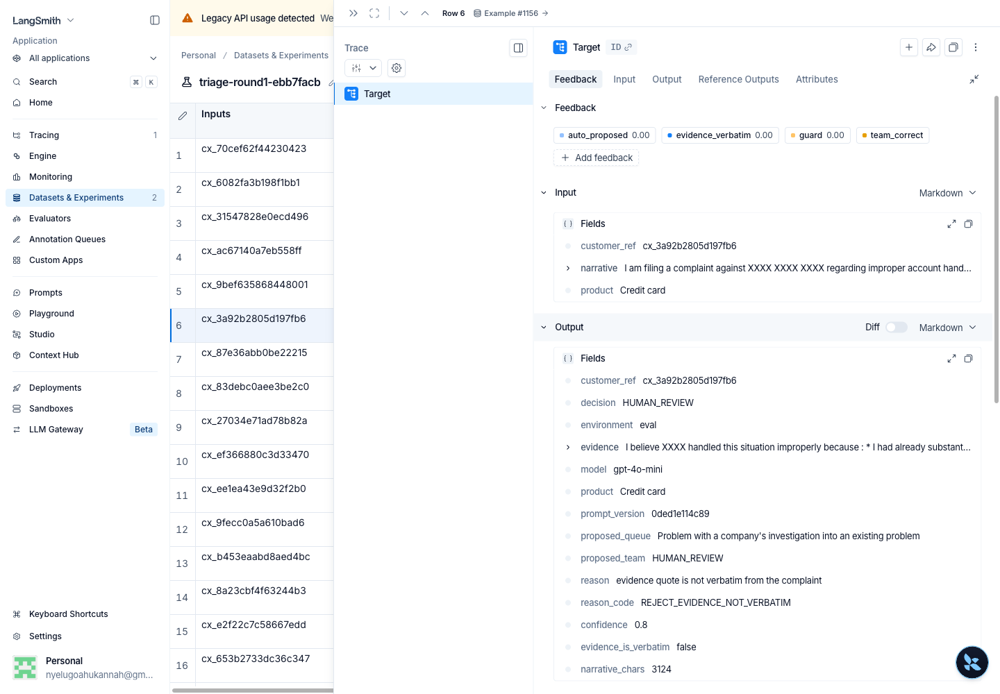 LangSmith
Application
All applications
Search ⌘ K
Home
Tracing 1
Engine
Monitoring
Datasets & Experiments 2
Evaluators
Annotation Queues
Custom Apps
Prompts
Playground
Studio
Context Hub
Deployments
Sandboxes
LLM Gateway Beta
Keyboard Shortcuts
Settings
Personal
nyelugoahukannah@gm...
Legacy API usage detected We
Personal / Datasets & Experiments
triage-round1-ebb7facb
Inputs
1 cx_70cef62f44230423
2 cx_6082fa3b198f1bb1
3 cx_31547828e0ecd496
4 cx_ac67140a7eb558ff
5 cx_9bef635868448001
6 cx_3a92b2805d197fb6
7 cx_87e36abb0be22215
8 cx_83debc0aee3be2c0
9 cx_27034e71ad78b82a
10 cx_ef366880c3d33470
11 cx_ee1ea43e9d32f2b0
12 cx_9fecc0a5a610bad6
13 cx_b453eaabd8aed4bc
14 cx_8a23cbf4f63244b3
15 cx_e2f22c7c58667edd
16 cx_653b2733dc36c347
Row 6 Example #1156 →
Trace
Target
Target ID
Feedback Input Output Reference Outputs Attributes
Feedback
auto_proposed 0.00 evidence_verbatim 0.00 guard 0.00 team_correct
+ Add feedback
Input Markdown
{ } Fields
customer_ref cx_3a92b2805d197fb6
narrative I am filing a complaint against XXXX XXXX XXXX regarding improper account hand...
product Credit card
Output Diff Markdown
{ } Fields
customer_ref cx_3a92b2805d197fb6
decision HUMAN_REVIEW
environment eval
evidence I believe XXXX handled this situation improperly because : * I had already substant...
model gpt-4o-mini
product Credit card
prompt_version 0ded1e114c89
proposed_queue Problem with a company's investigation into an existing problem
proposed_team HUMAN_REVIEW
reason evidence quote is not verbatim from the complaint
reason_code REJECT_EVIDENCE_NOT_VERBATIM
confidence 0.8
evidence_is_verbatim false
narrative_chars 3124